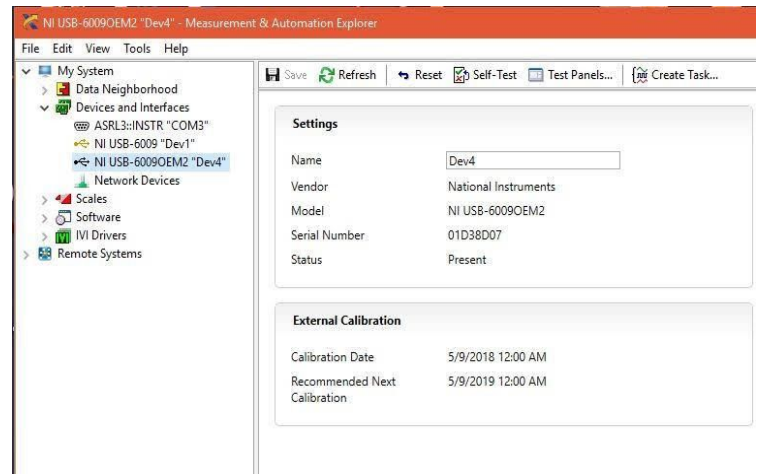 NI USB-6009OEM2 "Dev4" - Measurement & Automation Explorer
File Edit View Tools Help
My System
Data Neighborhood
Devices and Interfaces
ASRL3::INSTR "COM3"
NI USB-6009 "Dev1"
NI USB-6009OEM2 "Dev4"
Network Devices
Scales
Software
IVI Drivers
Remote Systems
Save Refresh Reset Self-Test Test Panels... Create Task...
Settings
Name Dev4
Vendor National Instruments
Model NI USB-6009OEM2
Serial Number 01D38D07
Status Present
External Calibration
Calibration Date 5/9/2018 12:00 AM
Recommended Next 5/9/2019 12:00 AM
Calibration